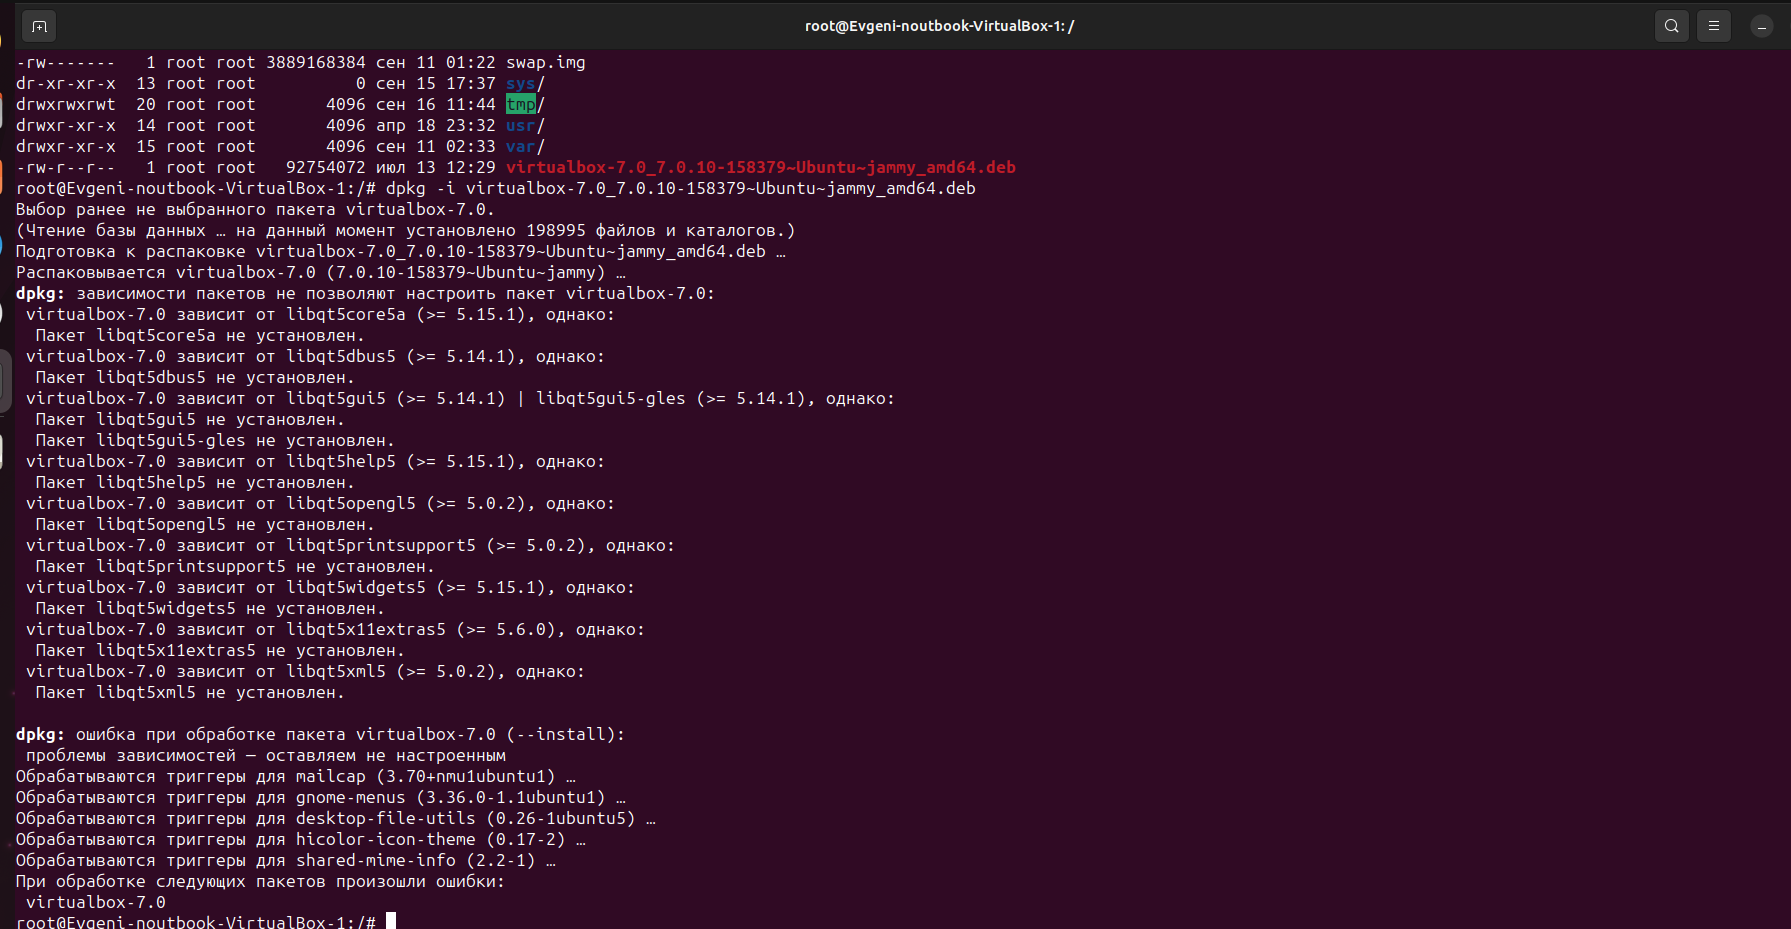 root@Evgeni-noutbook-VirtualBox-1: /
-rw-------   1 root root 3889168384 сен 11 01:22 swap.img
dr-xr-xr-x  13 root root          0 сен 15 17:37 sys/
drwxrwxrwt  20 root root       4096 сен 16 11:44 tmp/
drwxr-xr-x  14 root root       4096 апр 18 23:32 usr/
drwxr-xr-x  15 root root       4096 сен 11 02:33 var/
-rw-r--r--   1 root root   92754072 июл 13 12:29 virtualbox-7.0_7.0.10-158379~Ubuntu~jammy_amd64.deb
root@Evgeni-noutbook-VirtualBox-1:/# dpkg -i virtualbox-7.0_7.0.10-158379~Ubuntu~jammy_amd64.deb
Выбор ранее не выбранного пакета virtualbox-7.0.
(Чтение базы данных … на данный момент установлено 198995 файлов и каталогов.)
Подготовка к распаковке virtualbox-7.0_7.0.10-158379~Ubuntu~jammy_amd64.deb …
Распаковывается virtualbox-7.0 (7.0.10-158379~Ubuntu~jammy) …
dpkg: зависимости пакетов не позволяют настроить пакет virtualbox-7.0:
 virtualbox-7.0 зависит от libqt5core5a (>= 5.15.1), однако:
  Пакет libqt5core5a не установлен.
 virtualbox-7.0 зависит от libqt5dbus5 (>= 5.14.1), однако:
  Пакет libqt5dbus5 не установлен.
 virtualbox-7.0 зависит от libqt5gui5 (>= 5.14.1) | libqt5gui5-gles (>= 5.14.1), однако:
  Пакет libqt5gui5 не установлен.
  Пакет libqt5gui5-gles не установлен.
 virtualbox-7.0 зависит от libqt5help5 (>= 5.15.1), однако:
  Пакет libqt5help5 не установлен.
 virtualbox-7.0 зависит от libqt5opengl5 (>= 5.0.2), однако:
  Пакет libqt5opengl5 не установлен.
 virtualbox-7.0 зависит от libqt5printsupport5 (>= 5.0.2), однако:
  Пакет libqt5printsupport5 не установлен.
 virtualbox-7.0 зависит от libqt5widgets5 (>= 5.15.1), однако:
  Пакет libqt5widgets5 не установлен.
 virtualbox-7.0 зависит от libqt5x11extras5 (>= 5.6.0), однако:
  Пакет libqt5x11extras5 не установлен.
 virtualbox-7.0 зависит от libqt5xml5 (>= 5.0.2), однако:
  Пакет libqt5xml5 не установлен.

dpkg: ошибка при обработке пакета virtualbox-7.0 (--install):
 проблемы зависимостей — оставляем не настроенным
Обрабатываются триггеры для mailcap (3.70+nmu1ubuntu1) …
Обрабатываются триггеры для gnome-menus (3.36.0-1.1ubuntu1) …
Обрабатываются триггеры для desktop-file-utils (0.26-1ubuntu5) …
Обрабатываются триггеры для hicolor-icon-theme (0.17-2) …
Обрабатываются триггеры для shared-mime-info (2.2-1) …
При обработке следующих пакетов произошли ошибки:
 virtualbox-7.0
root@Evgeni-noutbook-VirtualBox-1:/#